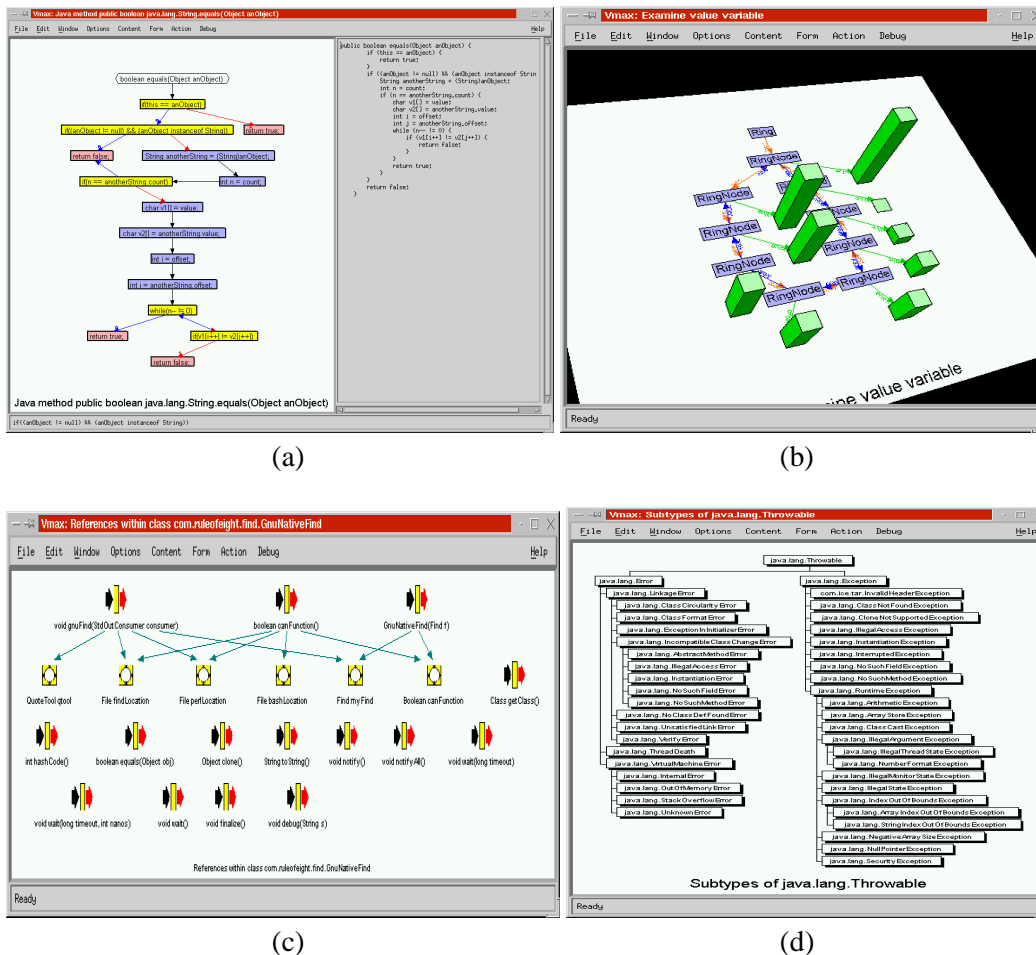 Vmax: Java method public boolean java.lang.String.equals(Object anObject)
File Edit Window Options Content Form Action Debug Help
boolean equals(Object anObject)
if(this == anObject)
if((anObject != null) && (anObject instanceof String))
return true;
return false;
String anotherString = (String)anObject;
if(n == anotherString.count)
int n = count;
char v1[] = value;
char v2[] = anotherString.value;
int i = offset;
int j = anotherString.offset;
while(n-- != 0)
return true;
if(v1[i++] != v2[j++])
return false;
Java method public boolean java.lang.String.equals(Object anObject)
public boolean equals(Object anObject) {
if (this == anObject) {
return true;
}
if ((anObject != null) && (anObject instanceof Strin
String anotherString = (String)anObject;
int n = count;
if (n == anotherString.count) {
char v1[] = value;
char v2[] = anotherString.value;
int i = offset;
int j = anotherString.offset;
while (n-- != 0) {
if (v1[i++] != v2[j++]) {
return false;
}
}
return true;
}
}
return false;
}
if((anObject != null) && (anObject instanceof String))
(a)
Vmax: Examine value variable
File Edit Window Options Content Form Action Debug Help
Ring
RingNode
RingNode
RingNode
RingNode
RingNode
RingNode
RingNode
RingNode
RingNode
ine value variable
Ready
(b)
Vmax: References within class com.ruleofeight.find.GnuNativeFind
File Edit Window Options Content Form Action Debug Help
void gnuFind(StdOutConsumer consumer) boolean canFunction() GnuNativeFind(Find f)
QuoteTool qtool File findLocation File perlLocation File bashLocation Find myFind Boolean canFunction Class getClass()
int hashCode() boolean equals(Object obj) Object clone() String toString() void notify() void notifyAll() void wait(long timeout)
void wait(long timeout, int nanos) void wait() void finalize() void debug(String s)
References within class com.ruleofeight.find.GnuNativeFind
Ready
(c)
Vmax: Subtypes of java.lang.Throwable
File Edit Window Options Content Form Action Debug Help
java.lang.Throwable
java.lang.Error
java.lang.LinkageError
java.lang.ClassCircularityError
java.lang.ClassFormatError
java.lang.ExceptionInInitializerError
java.lang.IncompatibleClassChangeError
java.lang.AbstractMethodError
java.lang.IllegalAccessError
java.lang.InstantiationError
java.lang.NoSuchFieldError
java.lang.NoSuchMethodError
java.lang.NoClassDefFoundError
java.lang.UnsatisfiedLinkError
java.lang.VerifyError
java.lang.ThreadDeath
java.lang.VirtualMachineError
java.lang.InternalError
java.lang.OutOfMemoryError
java.lang.StackOverflowError
java.lang.UnknownError
java.lang.Exception
com.ice.tar.InvalidHeaderException
java.lang.ClassNotFoundException
java.lang.CloneNotSupportedException
java.lang.IllegalAccessException
java.lang.InstantiationException
java.lang.InterruptedException
java.lang.NoSuchFieldException
java.lang.NoSuchMethodException
java.lang.RuntimeException
java.lang.ArithmeticException
java.lang.ArrayStoreException
java.lang.ClassCastException
java.lang.IllegalArgumentException
java.lang.IllegalThreadStateException
java.lang.NumberFormatException
java.lang.IllegalMonitorStateException
java.lang.IllegalStateException
java.lang.IndexOutOfBoundsException
java.lang.ArrayIndexOutOfBoundsException
java.lang.StringIndexOutOfBoundsException
java.lang.NegativeArraySizeException
java.lang.NullPointerException
java.lang.SecurityException
Subtypes of java.lang.Throwable
Ready
(d)